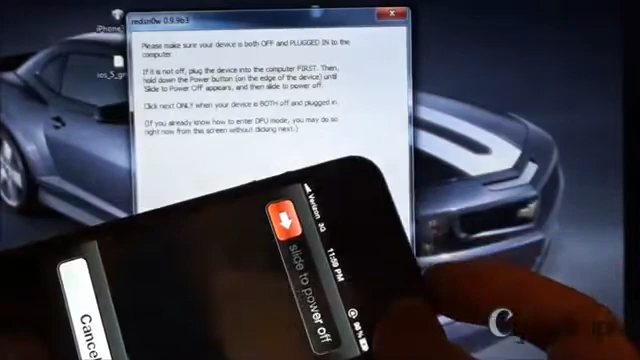 redsn0w 0.9.9b3
Please make sure your device is both OFF and PLUGGED IN to the
computer.
If it is not off, plug the device into the computer FIRST. Then,
hold down the Power button (on the edge of the device) until
Slide to Power Off appears, and then slide to power off.
Click next ONLY when your device is BOTH off and plugged in.
(If you already know how to enter DFU mode, you may do so
right now from this screen without clicking next.)
iPhone
ios_5_g
Verizon 3G
11:59 PM
slide to power off
Cancel